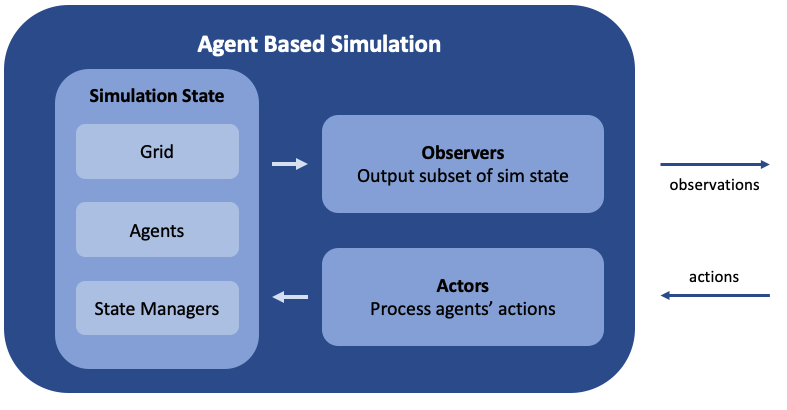 Agent Based Simulation
Simulation State
Grid
Agents
State Managers
Observers
Output subset of sim state
Actors
Process agents’ actions
observations
actions